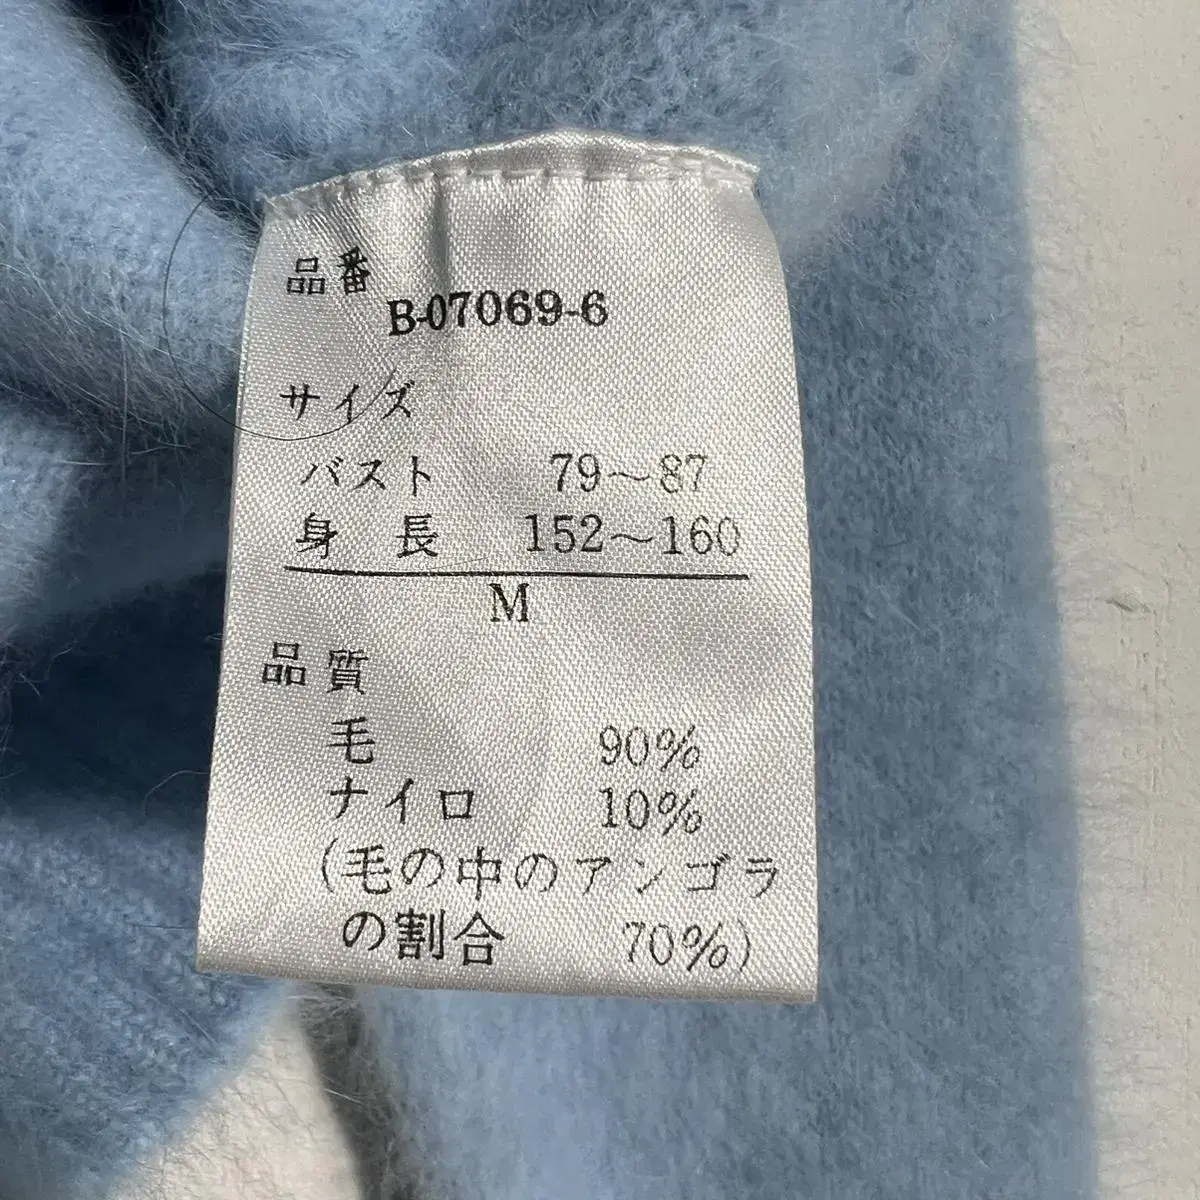 品番
B-07069-6
サイズ
バスト 79～87
身長 152～160
M
品質
毛 90%
ナイロ 10%
(毛の中のアンゴラ
の割合 70%)